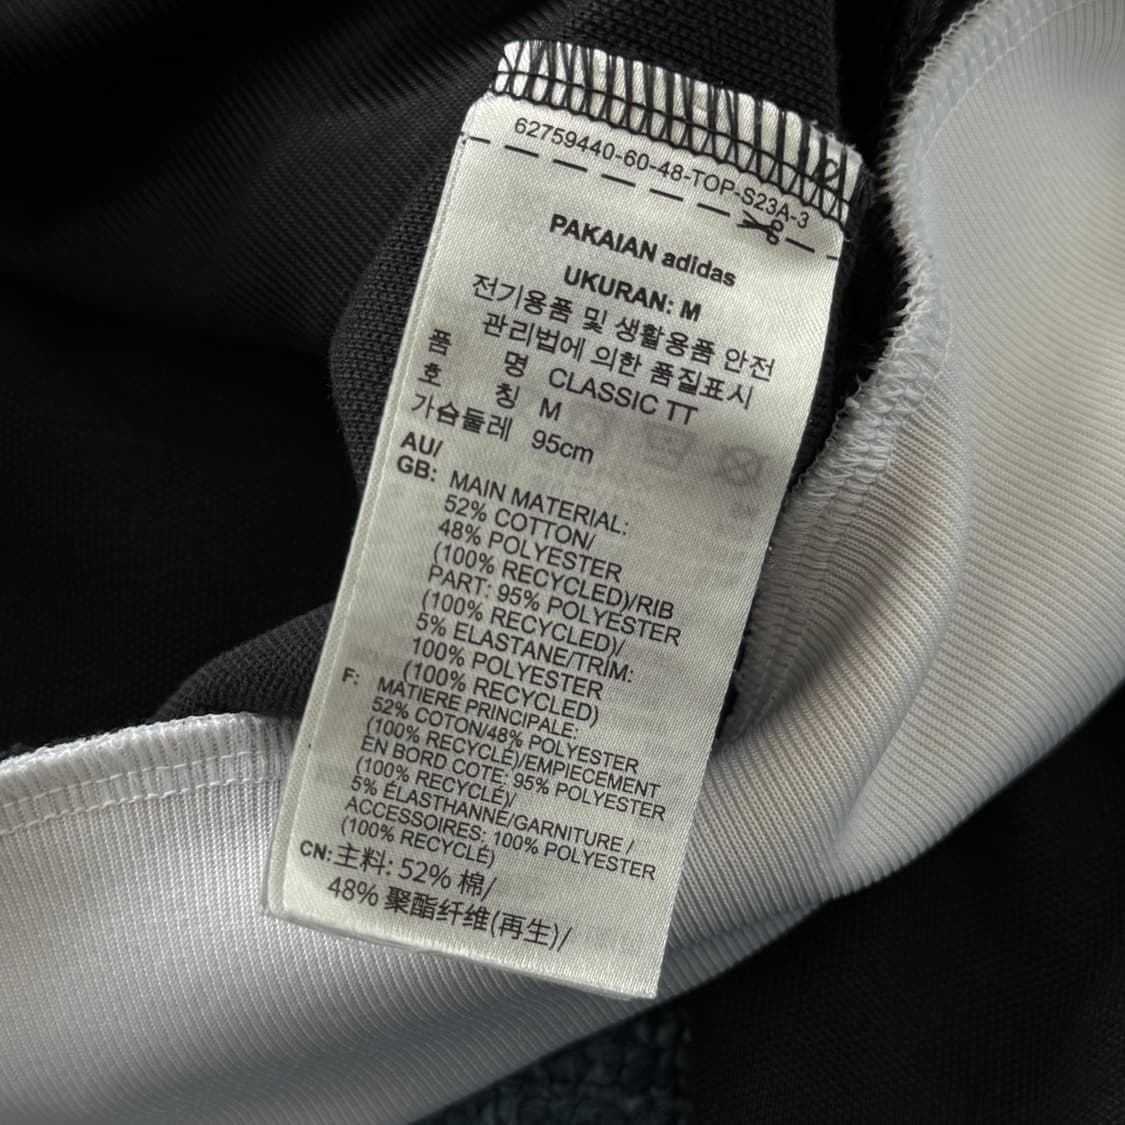 62759440-60-48-TOP-S23A-3
PAKAIAN adidas
UKURAN: M
전기용품 및 생활용품 안전
관리법에 의한 품질표시
품 명 CLASSIC TT
호 칭 M
가슴둘레 95cm
AU/
GB: MAIN MATERIAL:
52% COTTON/
48% POLYESTER
(100% RECYCLED)/RIB
PART: 95% POLYESTER
(100% RECYCLED)/
5% ELASTANE/TRIM:
100% POLYESTER
(100% RECYCLED)
F: MATIERE PRINCIPALE:
52% COTON/48% POLYESTER
(100% RECYCLÉ)/EMPIECEMENT
EN BORD COTE: 95% POLYESTER
(100% RECYCLÉ)/
5% ÉLASTHANNE/GARNITURE /
ACCESSOIRES: 100% POLYESTER
(100% RECYCLÉ)
CN: 主料: 52% 棉/
48% 聚酯纤维(再生)/